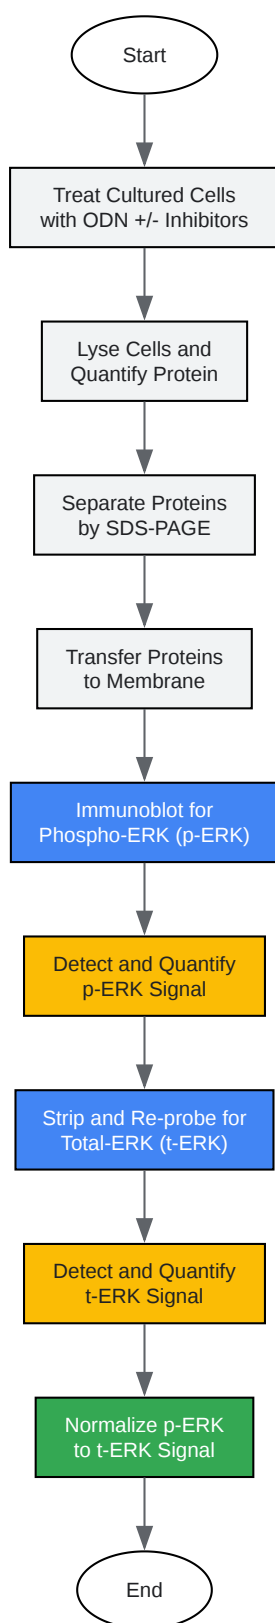 Start
Treat Cultured Cells
with ODN +/- Inhibitors
Lyse Cells and
Quantify Protein
Separate Proteins
by SDS-PAGE
Transfer Proteins
to Membrane
Immunoblot for
Phospho-ERK (p-ERK)
Detect and Quantify
p-ERK Signal
Strip and Re-probe for
Total-ERK (t-ERK)
Detect and Quantify
t-ERK Signal
Normalize p-ERK
to t-ERK Signal
End